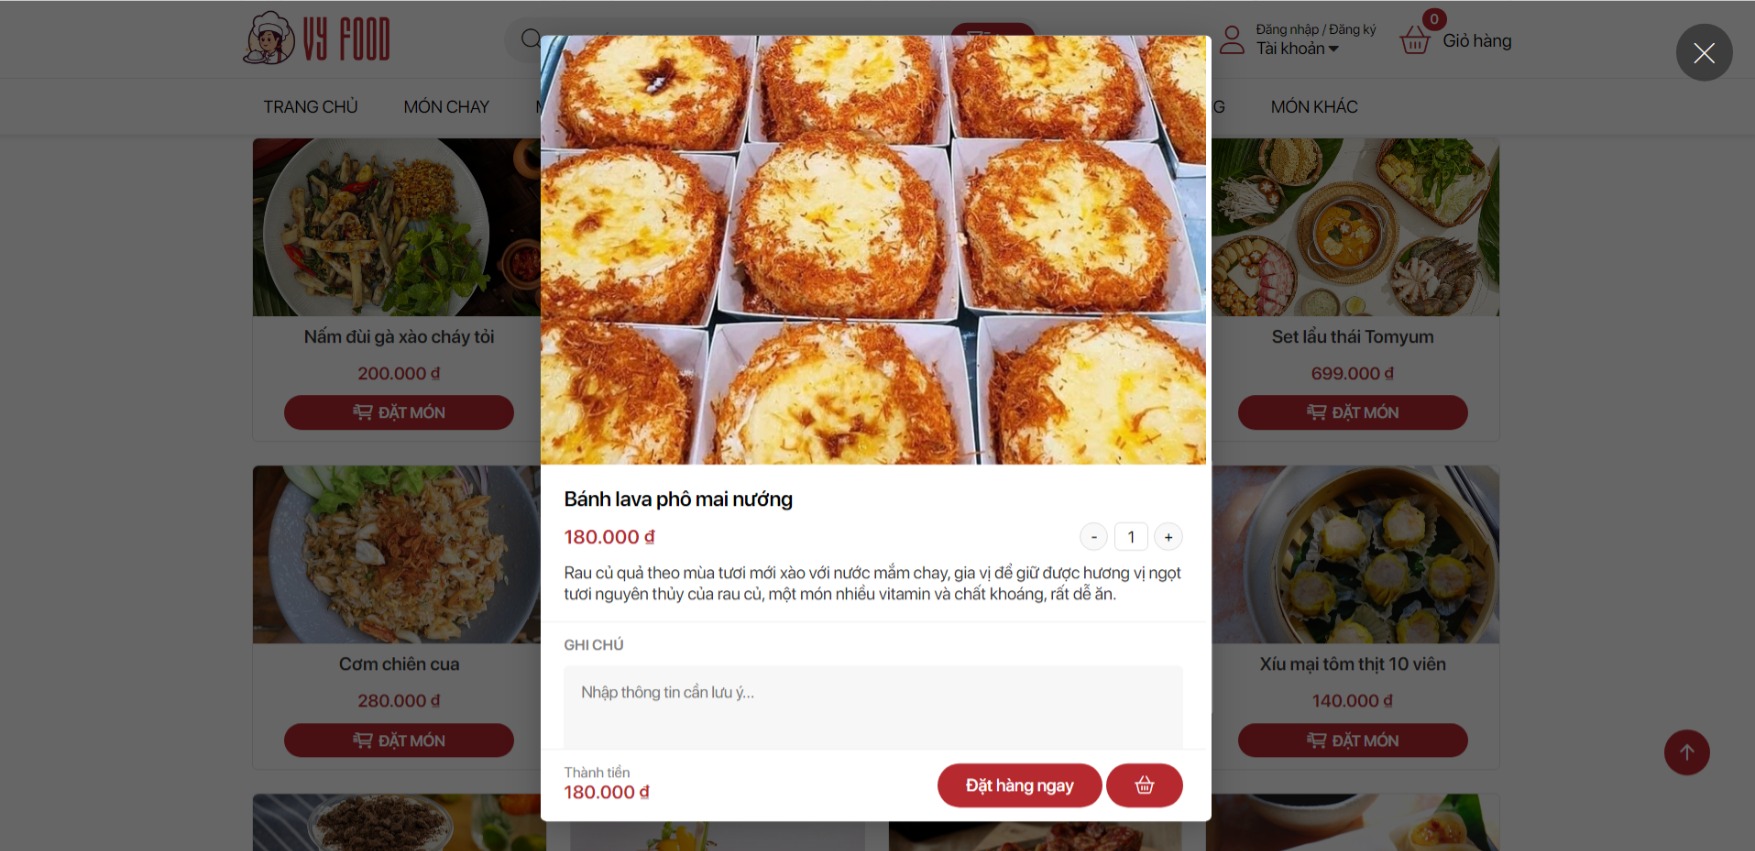 VY FOOD
Đăng nhập / Đăng ký
Tài khoản
0
Giỏ hàng
TRANG CHỦ
MÓN CHAY
G
MÓN KHÁC
Nấm đùi gà xào cháy tỏi
200.000 ₫
ĐẶT MÓN
Set lẩu thái Tomyum
699.000 ₫
ĐẶT MÓN
Bánh lava phô mai nướng
180.000 ₫
- 1 +
Rau củ quả theo mùa tươi mới xào với nước mắm chay, gia vị để giữ được hương vị ngọt
tươi nguyên thủy của rau củ, một món nhiều vitamin và chất khoáng, rất dễ ăn.
GHI CHÚ
Nhập thông tin cần lưu ý...
Thành tiền
180.000 ₫
Đặt hàng ngay
Cơm chiên cua
280.000 ₫
ĐẶT MÓN
Xíu mại tôm thịt 10 viên
140.000 ₫
ĐẶT MÓN